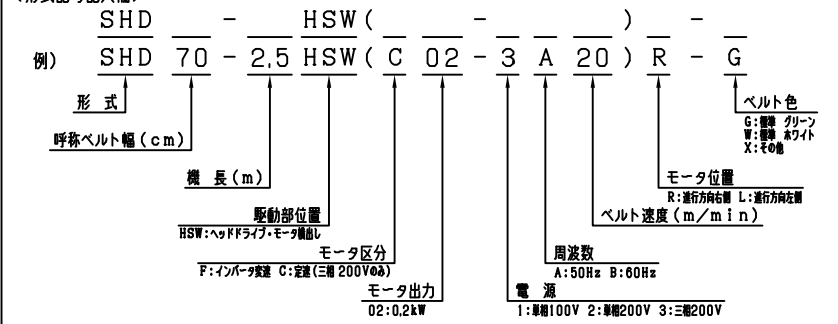 SHD - HSW( - ) -
例) SHD 70 - 2.5 HSW( C 02 - 3 A 20 ) R - G
形 式
ベルト色
G:標準 グリーン
W:標準 ホワイト
X:その他
呼称ベルト幅(cm)
機 長(m)
モータ位置
R:進行方向右側 L:進行方向左側
駆動部位置
HSW:ヘッドドライブ・モータ横出し
ベルト速度(m/min)
モータ区分
F:インバータ変速 C:定速(三相 200Vのみ)
周波数
A:50Hz B:60Hz
モータ出力
02:0.2kW
電 源
1:単相100V 2:単相200V 3:三相200V